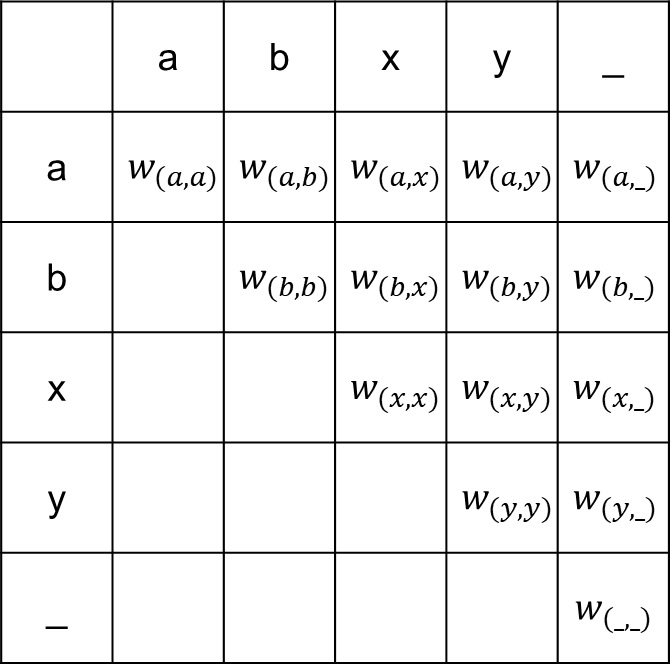 a b x y _
a w(a,a) w(a,b) w(a,x) w(a,y) w(a,_)
b w(b,b) w(b,x) w(b,y) w(b,_)
x w(x,x) w(x,y) w(x,_)
y w(y,y) w(y,_)
_ w(_,_)